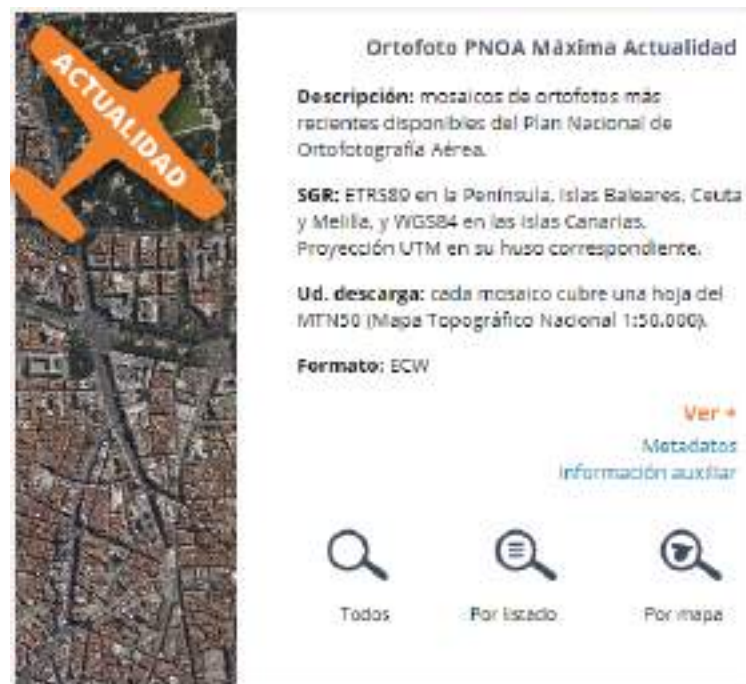 ACTUALIDAD
Ortofoto PNOA Máxima Actualidad
Descripción: mosaicos de ortofotos más
recientes disponibles del Plan Nacional de
Ortofotografía Aérea.
SGR: ETRS89 en la Península, Islas Baleares, Ceuta
y Melilla, y WGS84 en las Islas Canarias.
Proyección UTM en su huso correspondiente.
Ud. descarga: cada mosaico cubre una hoja del
MTN50 (Mapa Topográfico Nacional 1:50.000).
Formato: ECW
Ver +
Metadatos
Información auxiliar
Todos
Por listado
Por mapa